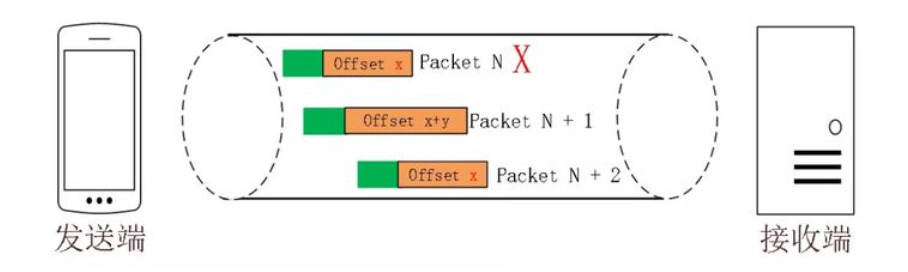 Offset x Packet N X
Offset x+y Packet N + 1
Offset x Packet N + 2
发送端
接收端